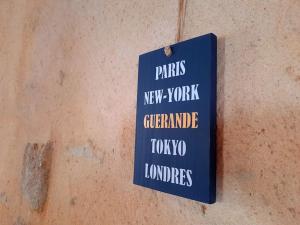 PARIS
NEW-YORK
GUERANDE
TOKYO
LONDRES